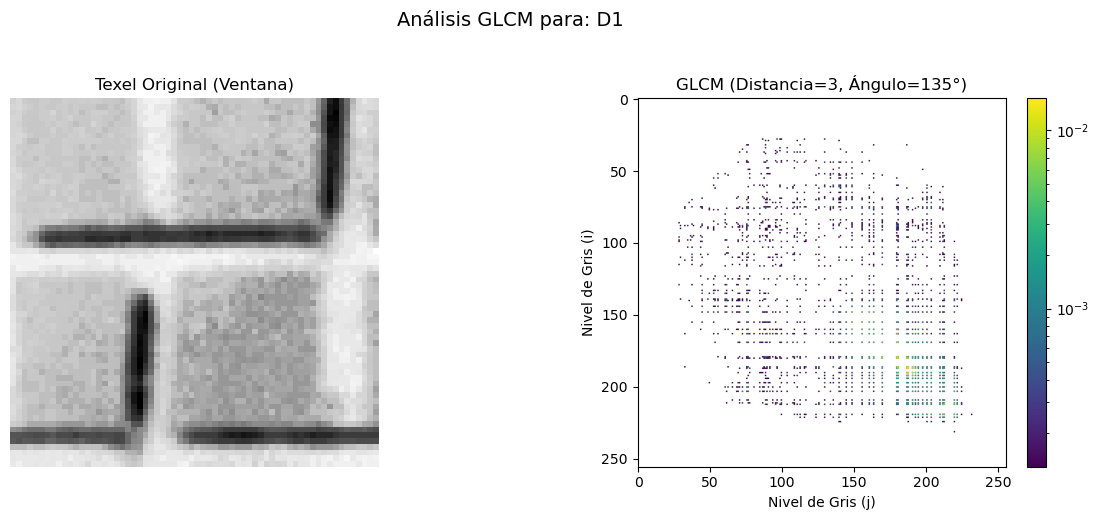 Análisis GLCM para: D1
Texel Original (Ventana)
GLCM (Distancia=3, Ángulo=135°)
0
50
100
150
200
250
Nivel de Gris (i)
0
50
100
150
200
250
Nivel de Gris (j)
10⁻²
10⁻³